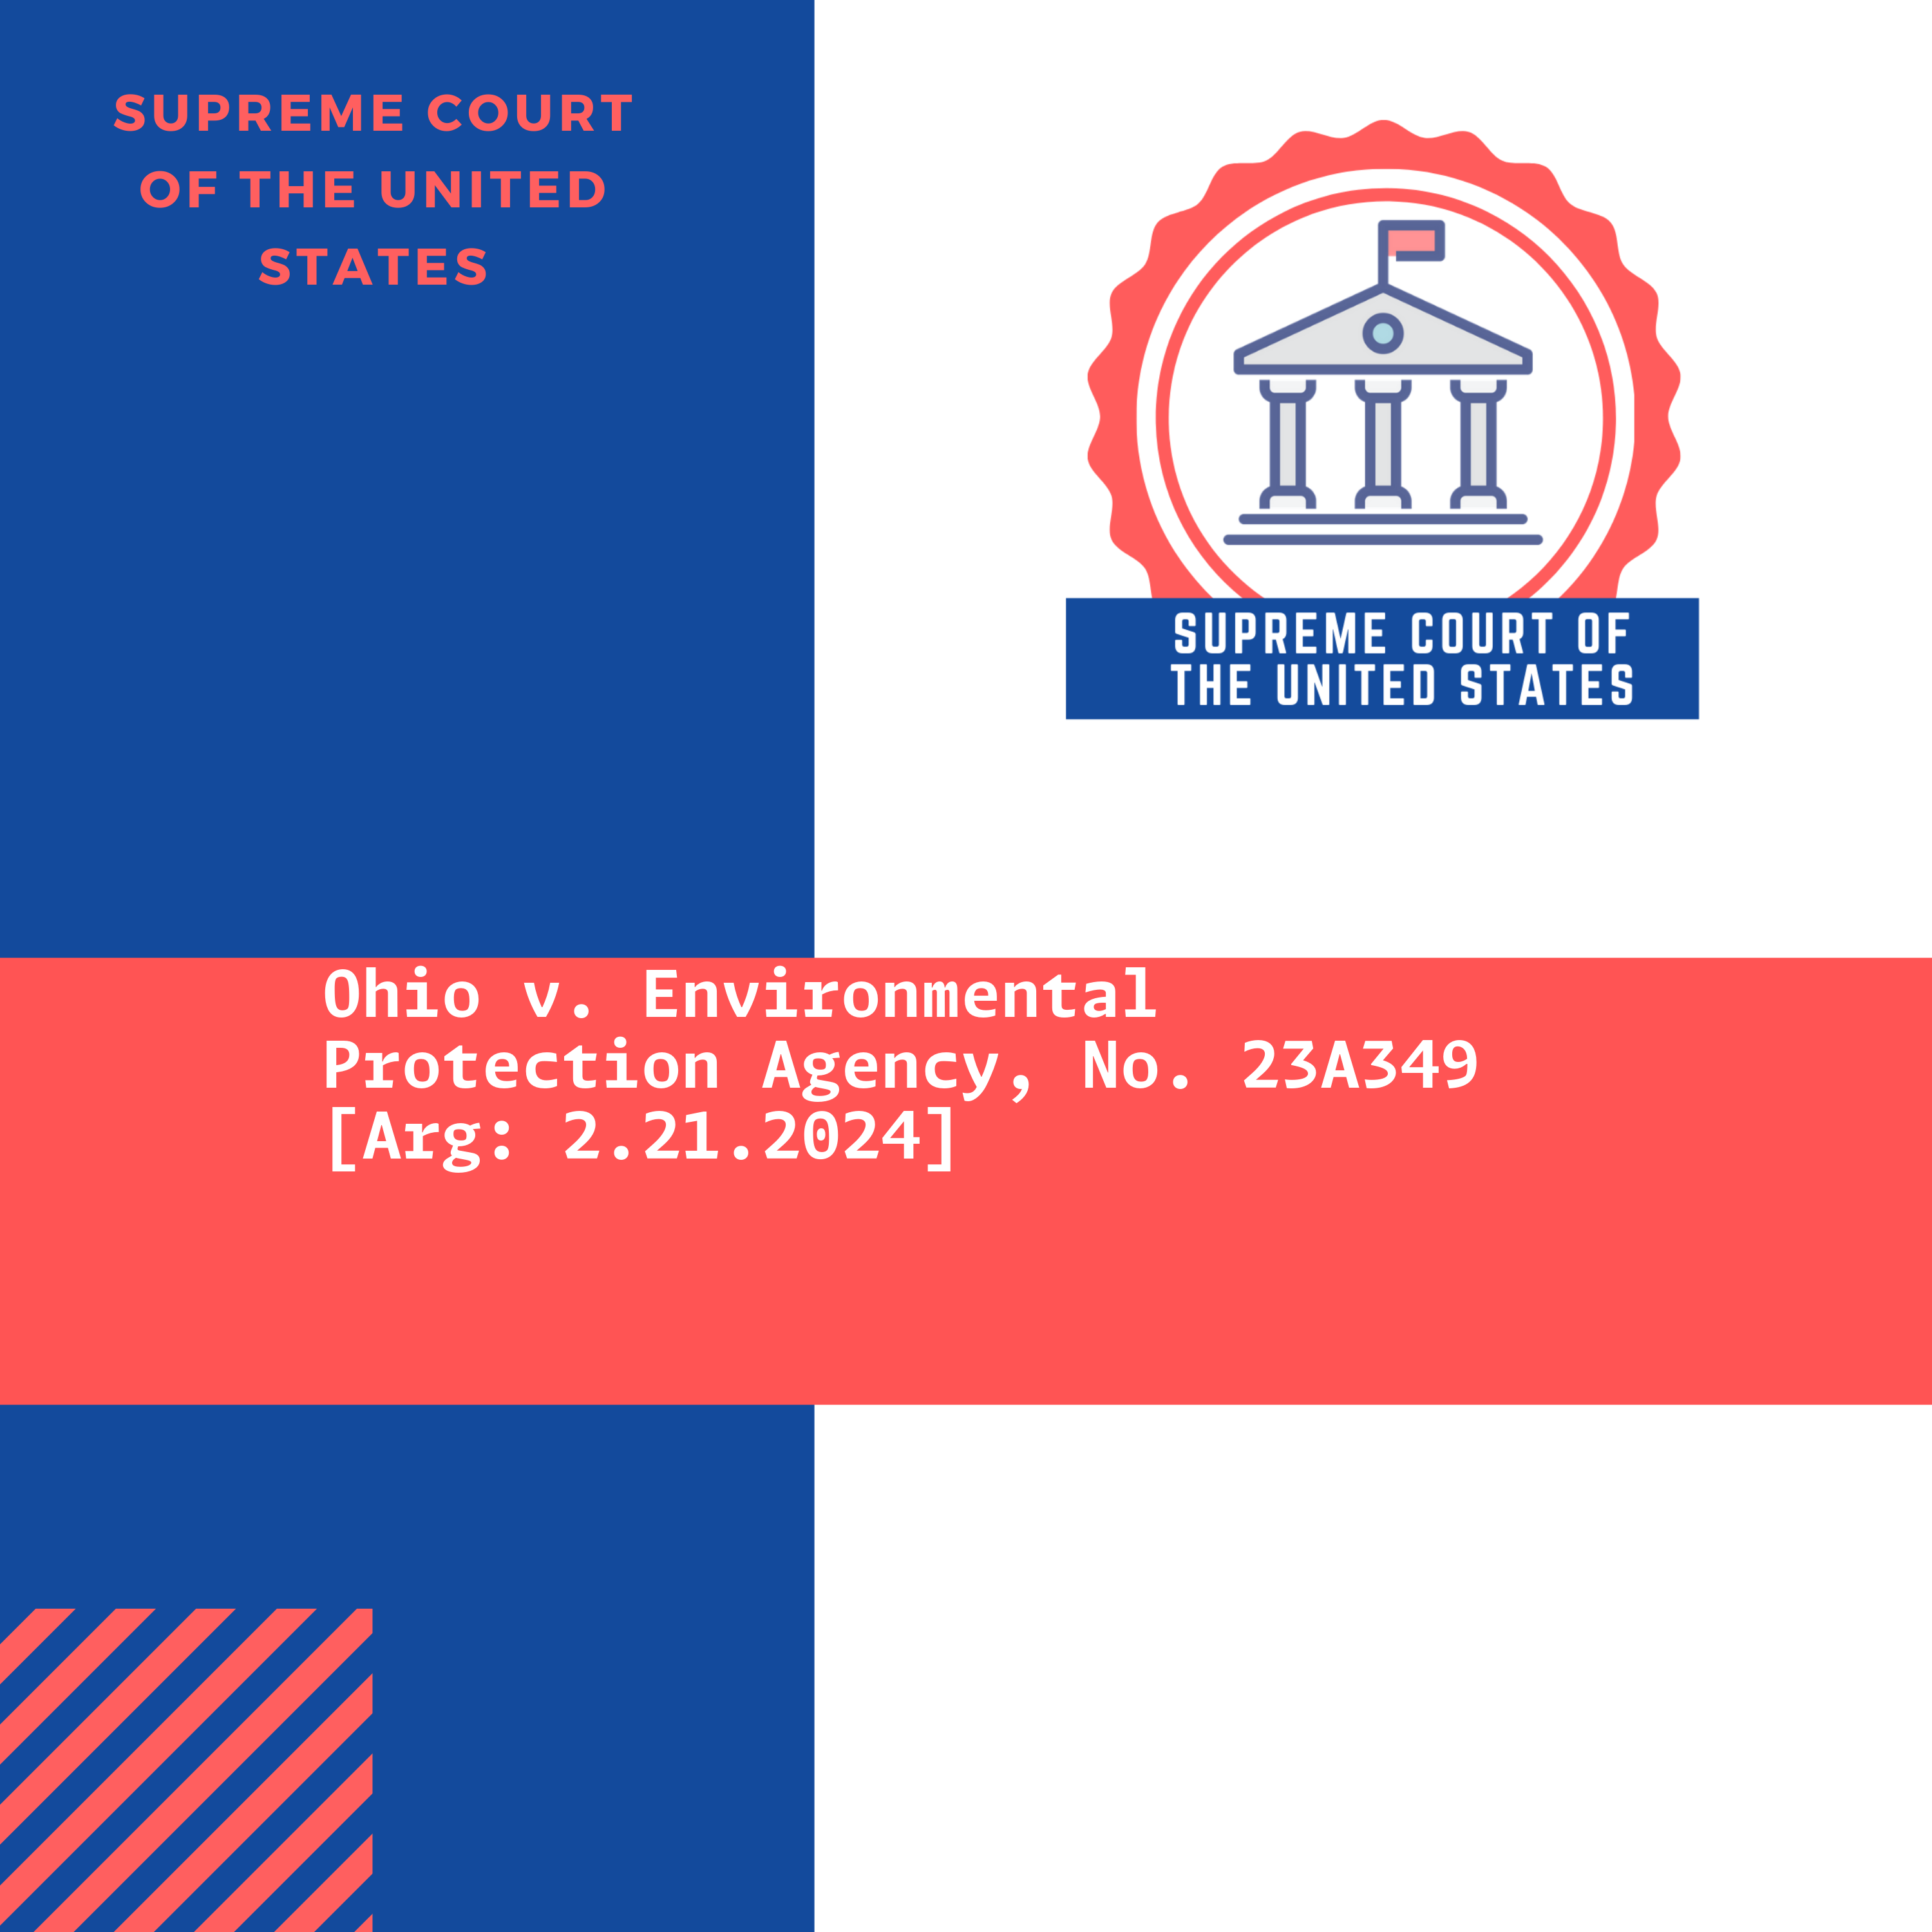 SUPREME COURT
OF THE UNITED
STATES
SUPREME COURT OF
THE UNITED STATES
Ohio v. Environmental
Protection Agency, No. 23A349
[Arg: 2.21.2024]